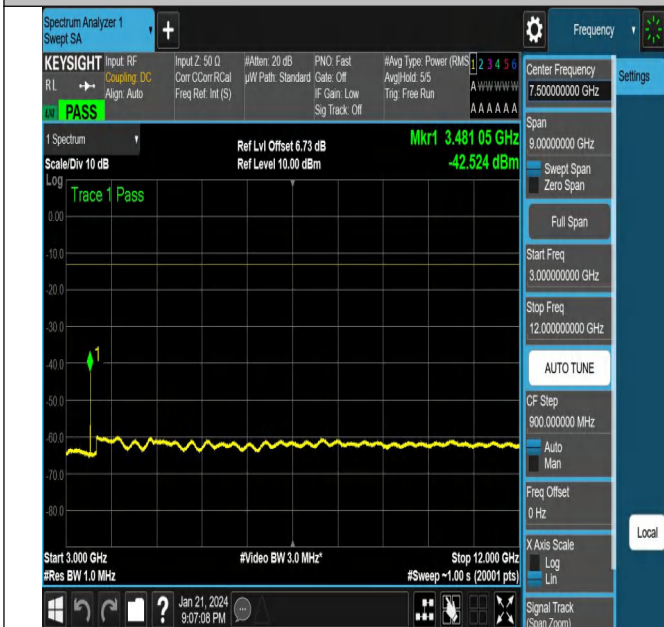 Spectrum Analyzer 1
Swept SA
+
Frequency
KEYSIGHT
RL
LXI
PASS
Input: RF
Coupling: DC
Align: Auto
Input Z: 50 Ω
Corr CCorr RCal
Freq Ref: Int (S)
#Atten: 20 dB
µW Path: Standard
PNO: Fast
Gate: Off
IF Gain: Low
Sig Track: Off
#Avg Type: Power (RMS
Avg|Hold: 5/5
Trig: Free Run
1 2 3 4 5 6
A W W W W W
A A A A A A
1 Spectrum
Scale/Div 10 dB
Log
Ref Lvl Offset 6.73 dB
Ref Level 10.00 dBm
Mkr1 3.481 05 GHz
-42.524 dBm
Trace 1 Pass
0.00
-10.0
-20.0
-30.0
-40.0
-50.0
-60.0
-70.0
-80.0
1
Start 3.000 GHz
#Res BW 1.0 MHz
#Video BW 3.0 MHz*
Stop 12.000 GHz
#Sweep ~1.00 s (20001 pts)
?
Jan 21, 2024
9:07:08 PM
Center Frequency
7.500000000 GHz
Settings
Span
9.00000000 GHz
Swept Span
Zero Span
Full Span
Start Freq
3.000000000 GHz
Stop Freq
12.000000000 GHz
AUTO TUNE
CF Step
900.000000 MHz
Auto
Man
Freq Offset
0 Hz
X Axis Scale
Log
Lin
Local
Signal Track
(Span Zoom)